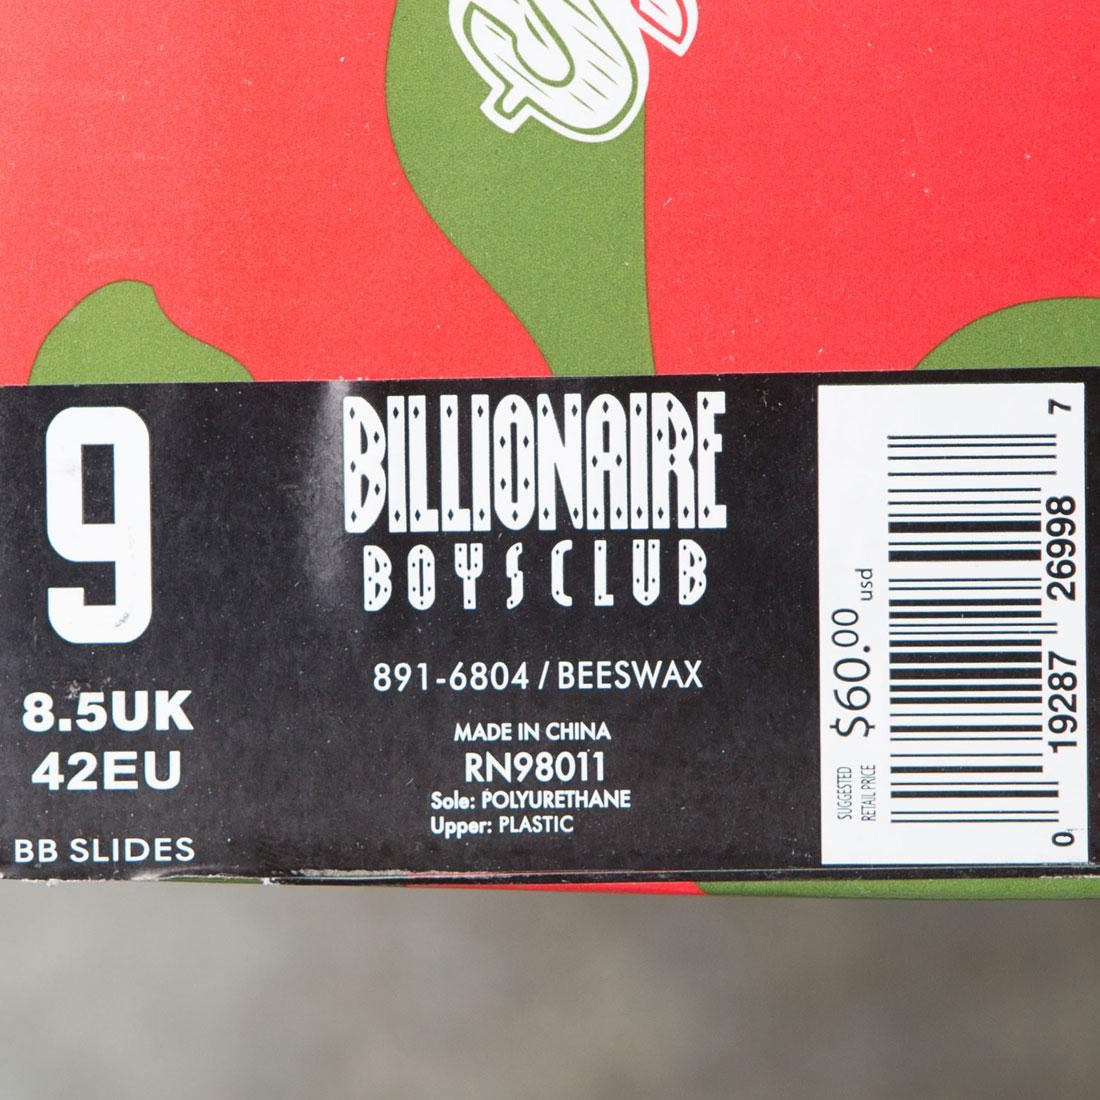 9
8.5UK
42EU
BB SLIDES
BILLIONAIRE
BOYS CLUB
891-6804 / BEESWAX
MADE IN CHINA
RN98011
Sole: POLYURETHANE
Upper: PLASTIC
SUGGESTED
RETAIL PRICE
$60.00 usd
0 19287 26998 7